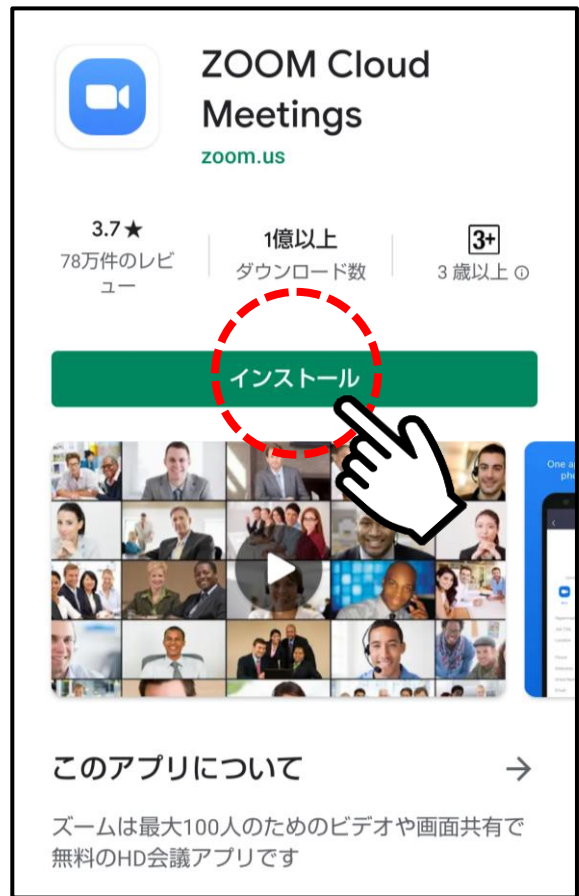 ZOOM Cloud
Meetings
zoom.us
3.7★
78万件のレビ
ュー
1億以上
ダウンロード数
3+
3 歳以上
インストール
One a
ph
このアプリについて
ズームは最大100人のためのビデオや画面共有で
無料のHD会議アプリです